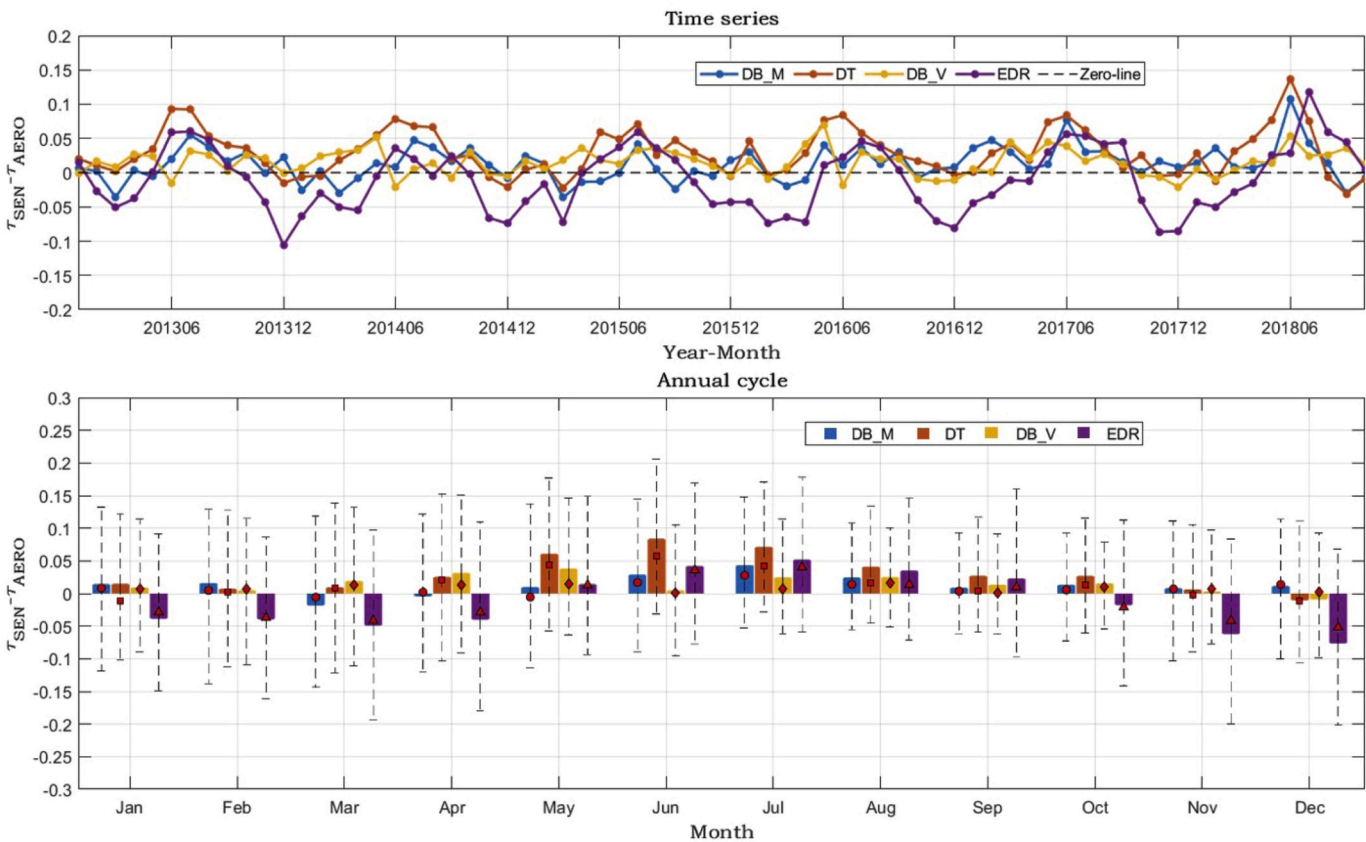 Time series
0.2
0.15
0.1
0.05
0
-0.05
-0.1
-0.15
-0.2
τSEN-τAERO
DB_M DT DB_V EDR Zero-line
201306 201312 201406 201412 201506 201512 201606 201612 201706 201712 201806
Year-Month
Annual cycle
0.3
0.25
0.2
0.15
0.1
0.05
0
-0.05
-0.1
-0.15
-0.2
-0.25
-0.3
τSEN-τAERO
DB_M DT DB_V EDR
Jan Feb Mar Apr May Jun Jul Aug Sep Oct Nov Dec
Month